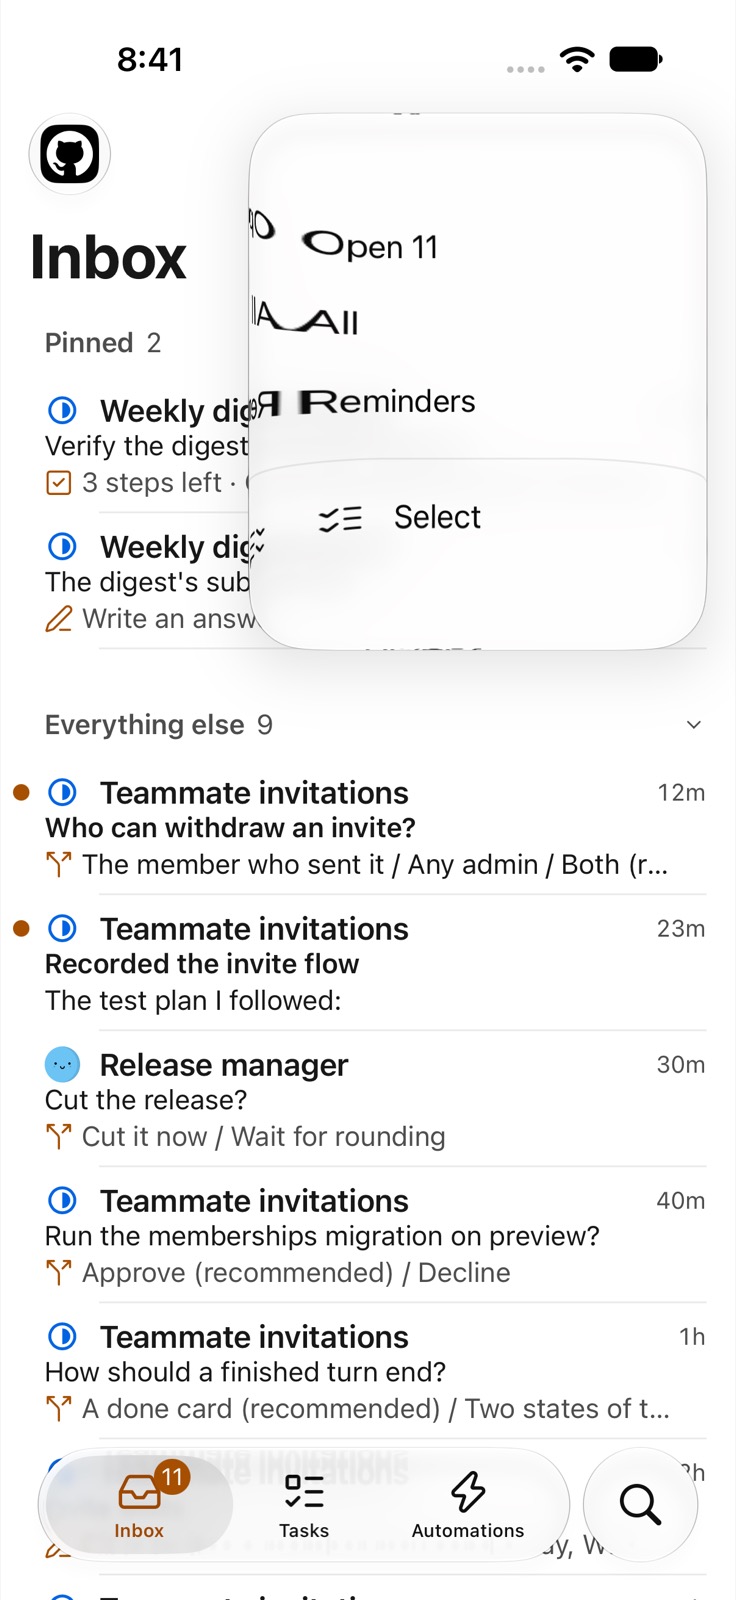 8:41
Open 11
All
Reminders
Select
Inbox
Pinned 2
Weekly
Verify the digest
3 steps left ·
Weekly
The digest's
Write an
Everything else 9
Teammate invitations 12m
Who can withdraw an invite?
The member who sent it / Any admin / Both (r...
Teammate invitations 23m
Recorded the invite flow
The test plan I followed:
Release manager 30m
Cut the release?
Cut it now / Wait for rounding
Teammate invitations 40m
Run the memberships migration on preview?
Approve (recommended) / Decline
Teammate invitations 1h
How should a finished turn end?
A done card (recommended) / Two states of t...
11
Inbox
Tasks
Automations